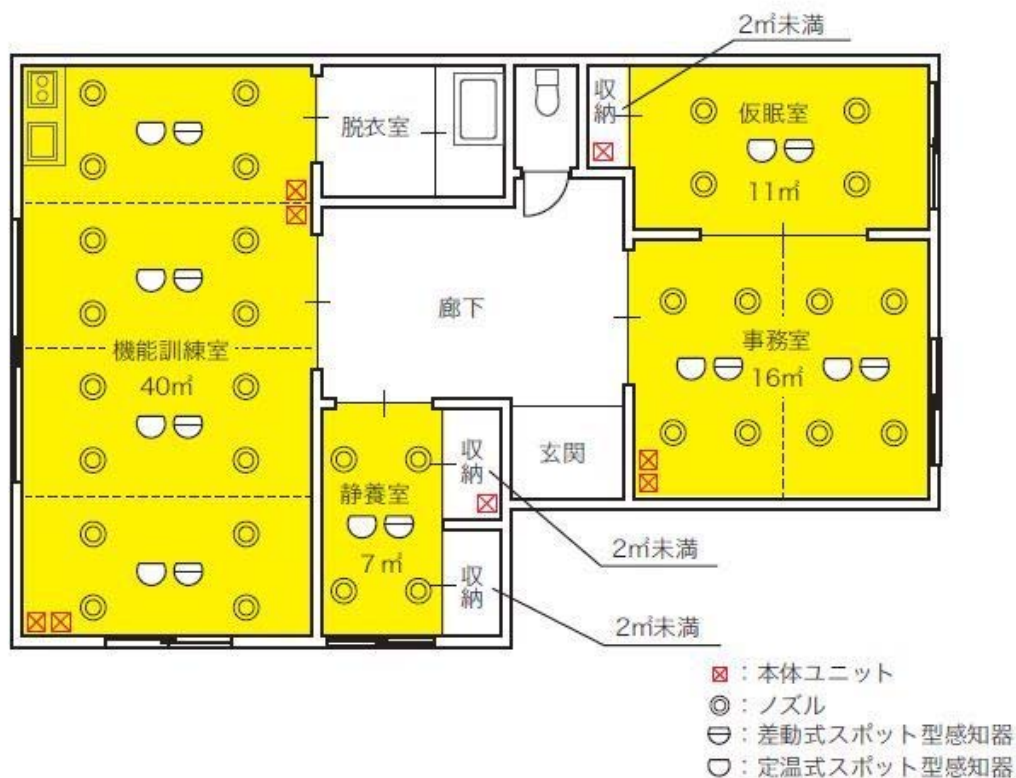 2㎡未満
収納
仮眠室
11㎡
脱衣室
廊下
事務室
16㎡
機能訓練室
40㎡
玄関
収納
静養室
7㎡
2㎡未満
収納
2㎡未満
：本体ユニット
：ノズル
：差動式スポット型感知器
：定温式スポット型感知器